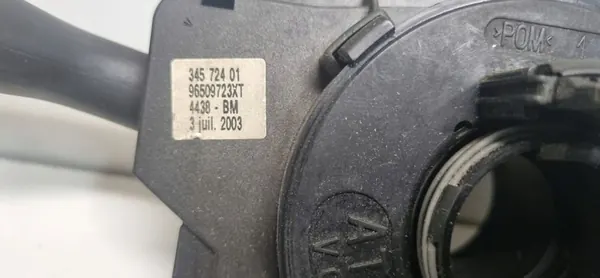 345 724 01
96509723XT
4438 - BM
3 juil. 2003
>POM<